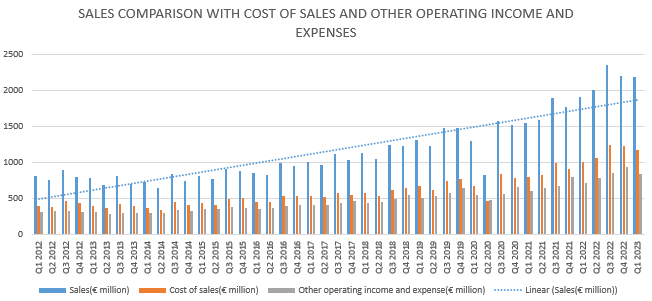 SALES COMPARISON WITH COST OF SALES AND OTHER OPERATING INCOME AND
EXPENSES
2500
2000
1500
1000
500
0
Q1 2012
Q2 2012
Q3 2012
Q4 2012
Q1 2013
Q2 2013
Q3 2013
Q4 2013
Q1 2014
Q2 2014
Q3 2014
Q4 2014
Q1 2015
Q2 2015
Q3 2015
Q4 2015
Q1 2016
Q2 2016
Q3 2016
Q4 2016
Q1 2017
Q2 2017
Q3 2017
Q4 2017
Q1 2018
Q2 2018
Q3 2018
Q4 2018
Q1 2019
Q2 2019
Q3 2019
Q4 2019
Q1 2020
Q2 2020
Q3 2020
Q4 2020
Q1 2021
Q2 2021
Q3 2021
Q4 2021
Q1 2022
Q2 2022
Q3 2022
Q4 2022
Q1 2023
Sales(€ million) Cost of sales(€ million) Other operating income and expense(€ million) Linear (Sales(€ million))